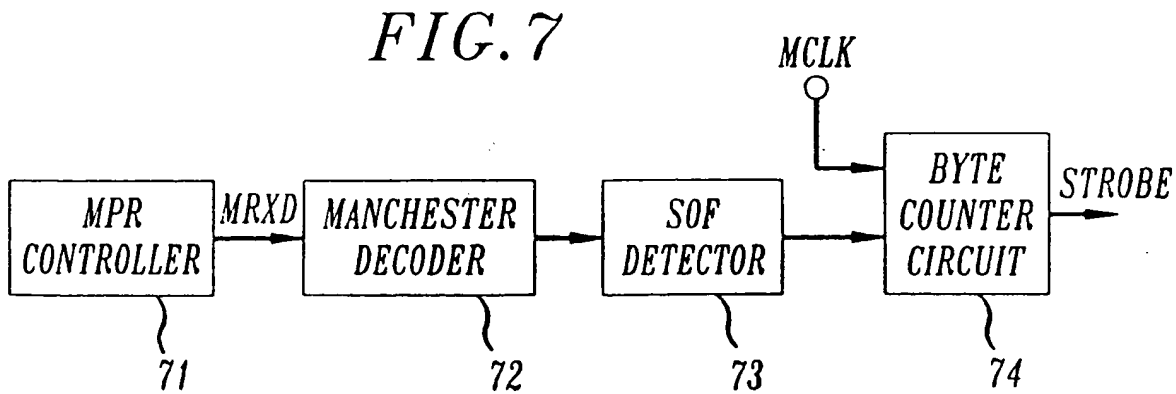 FIG. 7
MCLK
MPR
CONTROLLER
MRXD
MANCHESTER
DECODER
SOF
DETECTOR
BYTE
COUNTER
CIRCUIT
STROBE
71
72
73
74